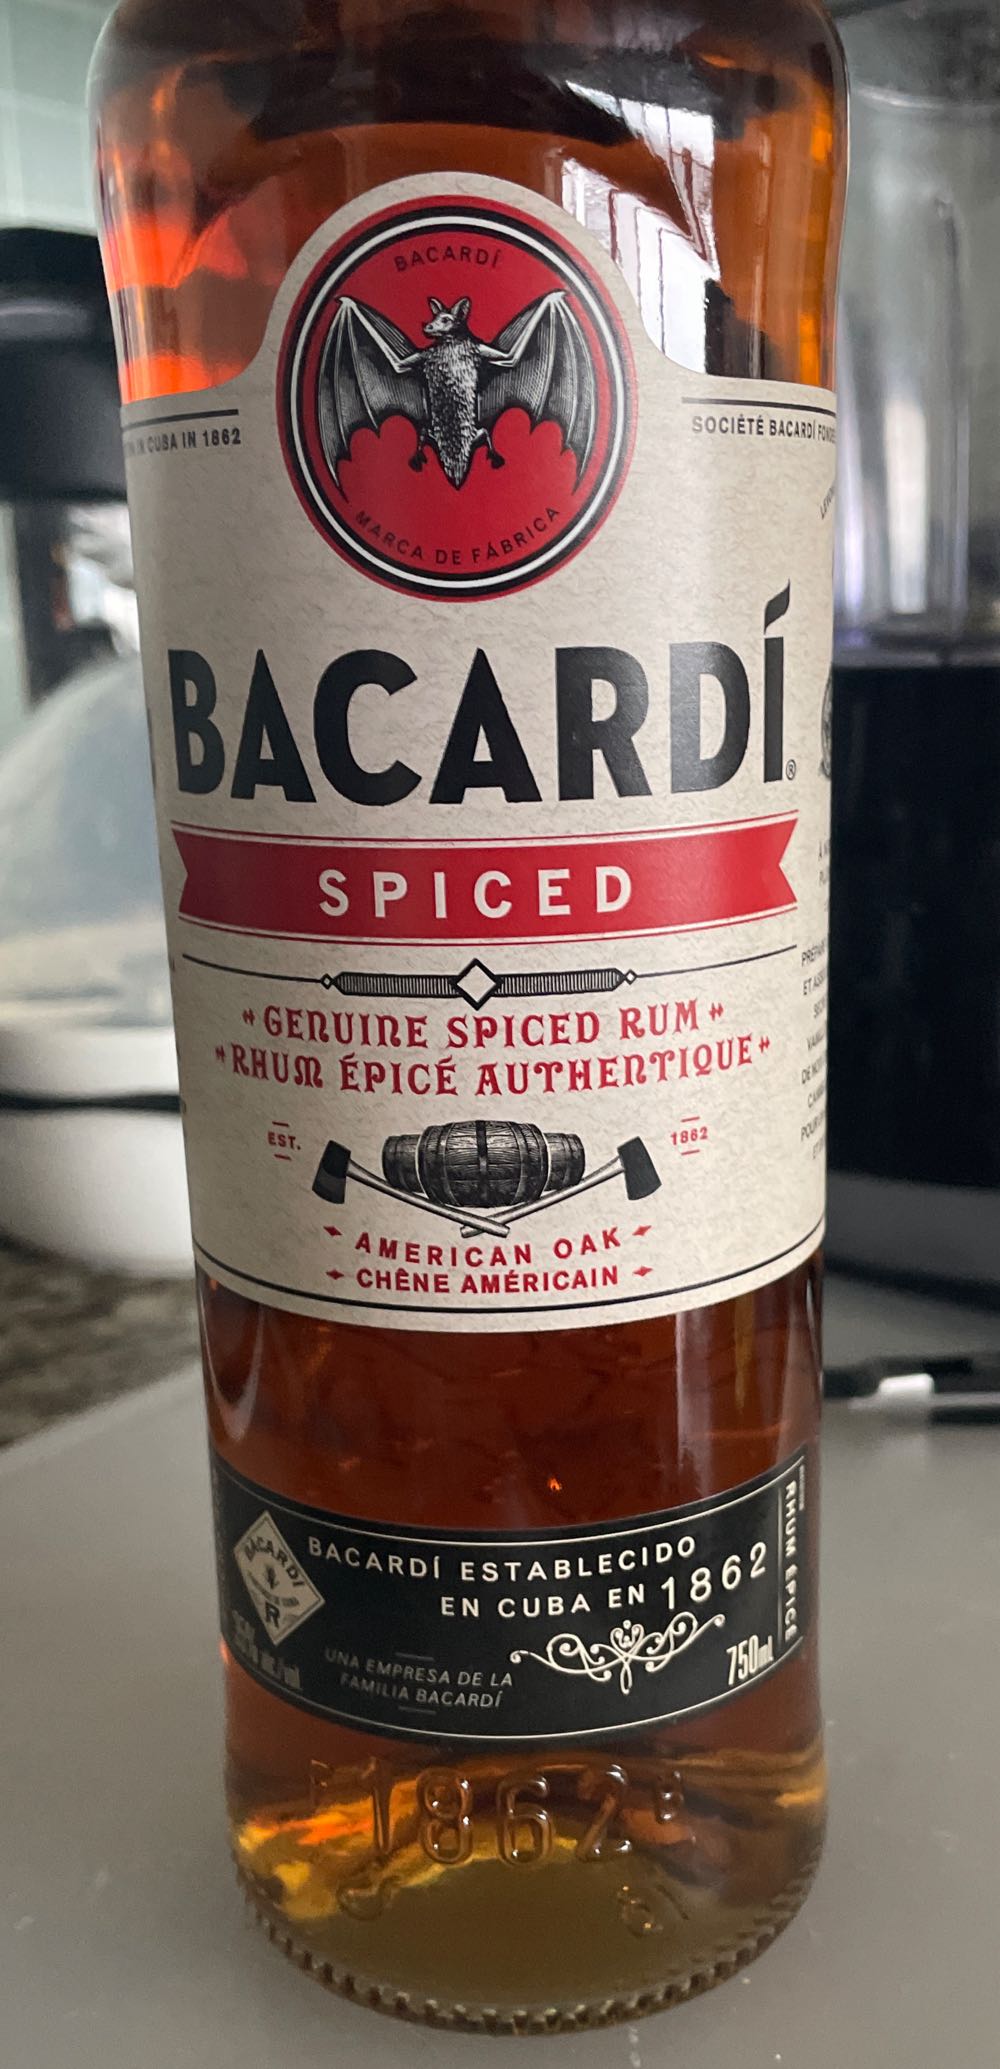 BACARDÍ
MARCA DE FÁBRICA
IN CUBA IN 1862
SOCIÉTÉ BACARDÍ
BACARDÍ®
SPICED
"GENUINE SPICED RUM"
"RHUM ÉPICÉ AUTHENTIQUE"
EST.
1862
AMERICAN OAK
CHÊNE AMÉRICAIN
BACARDÍ
R
BACARDÍ ESTABLECIDO
EN CUBA EN 1862
UNA EMPRESA DE LA
FAMILIA BACARDÍ
750mL
RHUM ÉPICÉ
1862